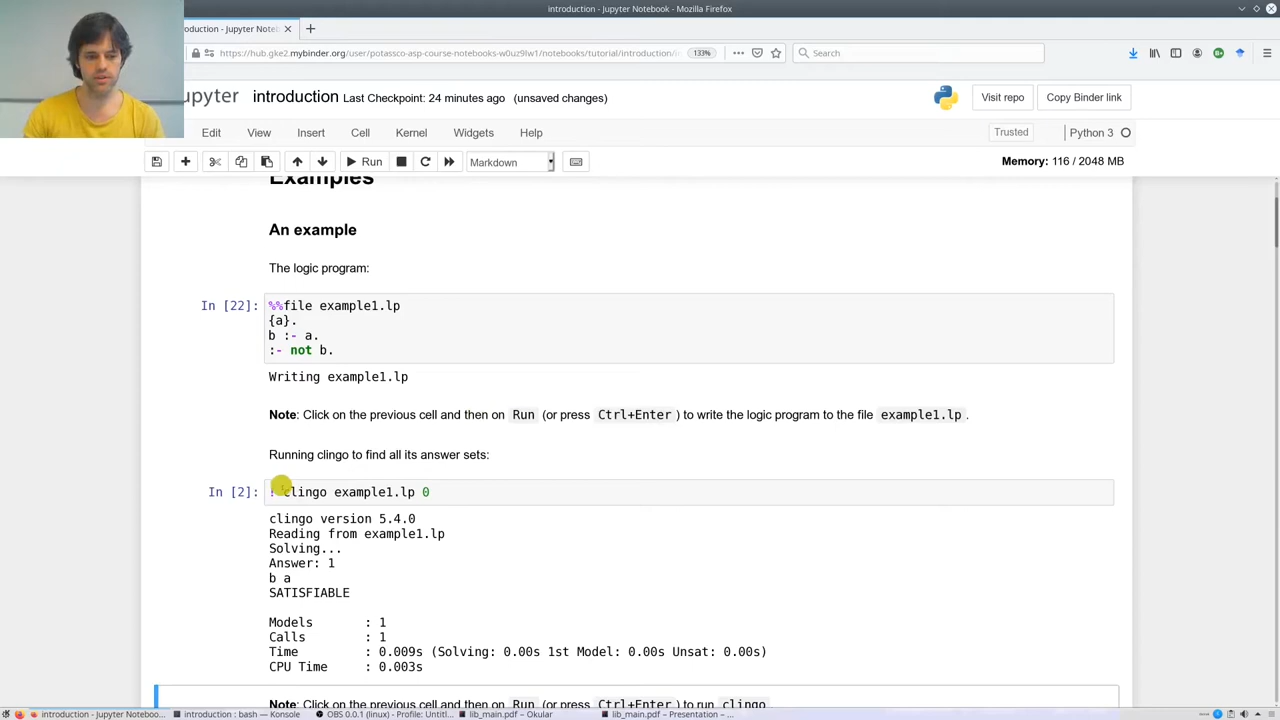 introduction - Jupyter Notebook - Mozilla Firefox
oduction - Jupyter Note
https://hub.gke2.mybinder.org/user/potassco-asp-course-notebooks-w0uz9lw1/notebooks/tutorial/introduction/i
133%
Search
upyter introduction Last Checkpoint: 24 minutes ago (unsaved changes)
Visit repo
Copy Binder link
Edit View Insert Cell Kernel Widgets Help
Trusted
Python 3
Run
Markdown
Memory: 116 / 2048 MB
Examples
An example
The logic program:
In [22]: %%file example1.lp
{a}.
b :- a.
:- not b.
Writing example1.lp
Note: Click on the previous cell and then on Run (or press Ctrl+Enter ) to write the logic program to the file example1.lp .
Running clingo to find all its answer sets:
In [2]: ! clingo example1.lp 0
clingo version 5.4.0
Reading from example1.lp
Solving...
Answer: 1
b a
SATISFIABLE
Models : 1
Calls : 1
Time : 0.009s (Solving: 0.00s 1st Model: 0.00s Unsat: 0.00s)
CPU Time : 0.003s
Note: Click on the previous cell and then on Run (or press Ctrl+Enter ) to run clingo
introduction - Jupyter Noteboo... introduction : bash — Konsole OBS 0.0.1 (linux) - Profile: Untitl... lib_main.pdf – Okular lib_main.pdf – Presentation – ...